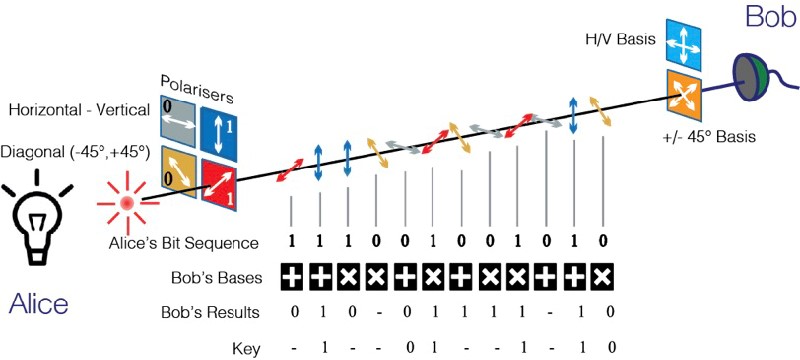 Bob
H/V Basis
Polarisers
Horizontal - Vertical
0
1
Diagonal (-45°,+45°)
0
1
+/- 45° Basis
Alice
Alice's Bit Sequence 1 1 1 0 0 1 0 0 1 0 1 0
Bob's Bases + + × × + × + × × + + ×
Bob's Results 0 1 0 - 0 1 1 1 1 - 1 0
Key - 1 - - 0 1 - - 1 - 1 0